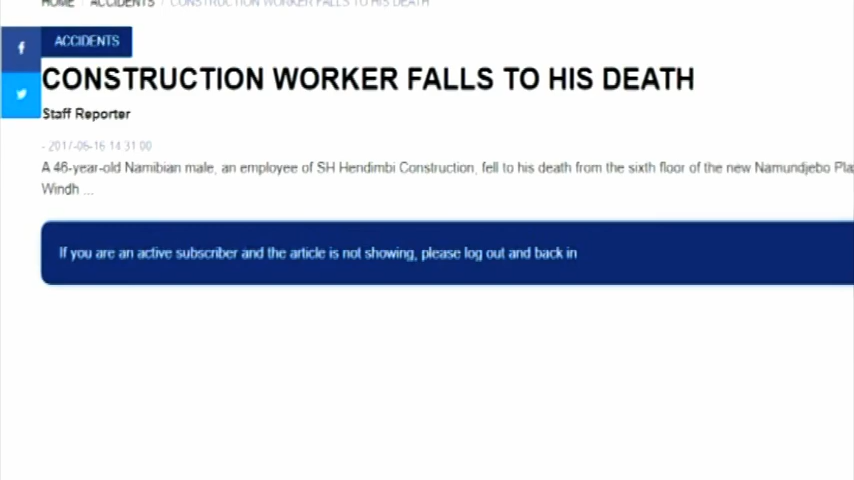 HOME / ACCIDENTS / CONSTRUCTION WORKER FALLS TO HIS DEATH
ACCIDENTS
CONSTRUCTION WORKER FALLS TO HIS DEATH
Staff Reporter
- 2017-06-16 14:31:00
A 46-year-old Namibian male, an employee of SH Hendimbi Construction, fell to his death from the sixth floor of the new Namundjebo
Windh ...
If you are an active subscriber and the article is not showing, please log out and back in